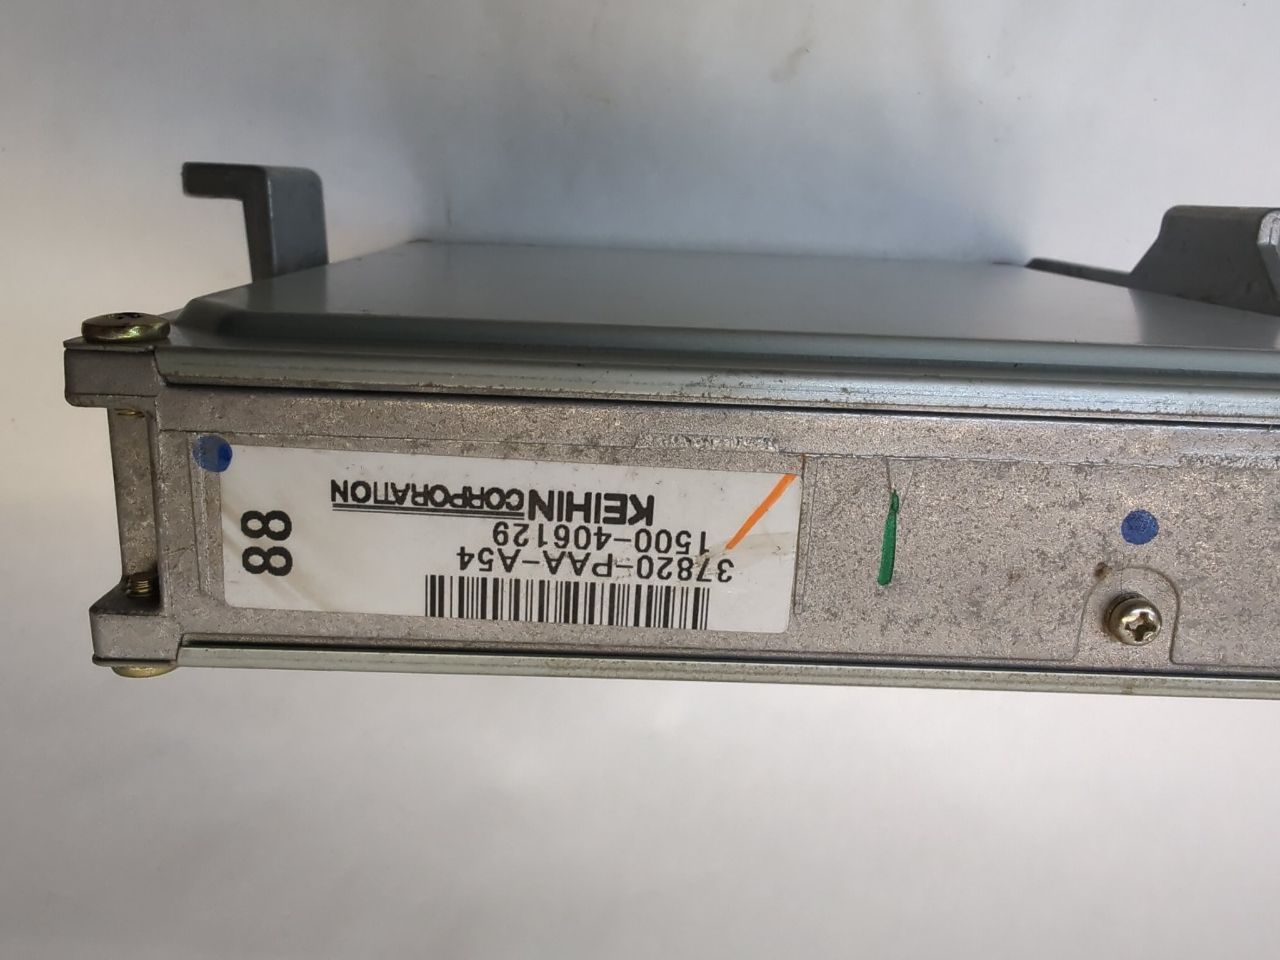 37820-PAA-A54
1500-406129
KEIHIN CORPORATION
88